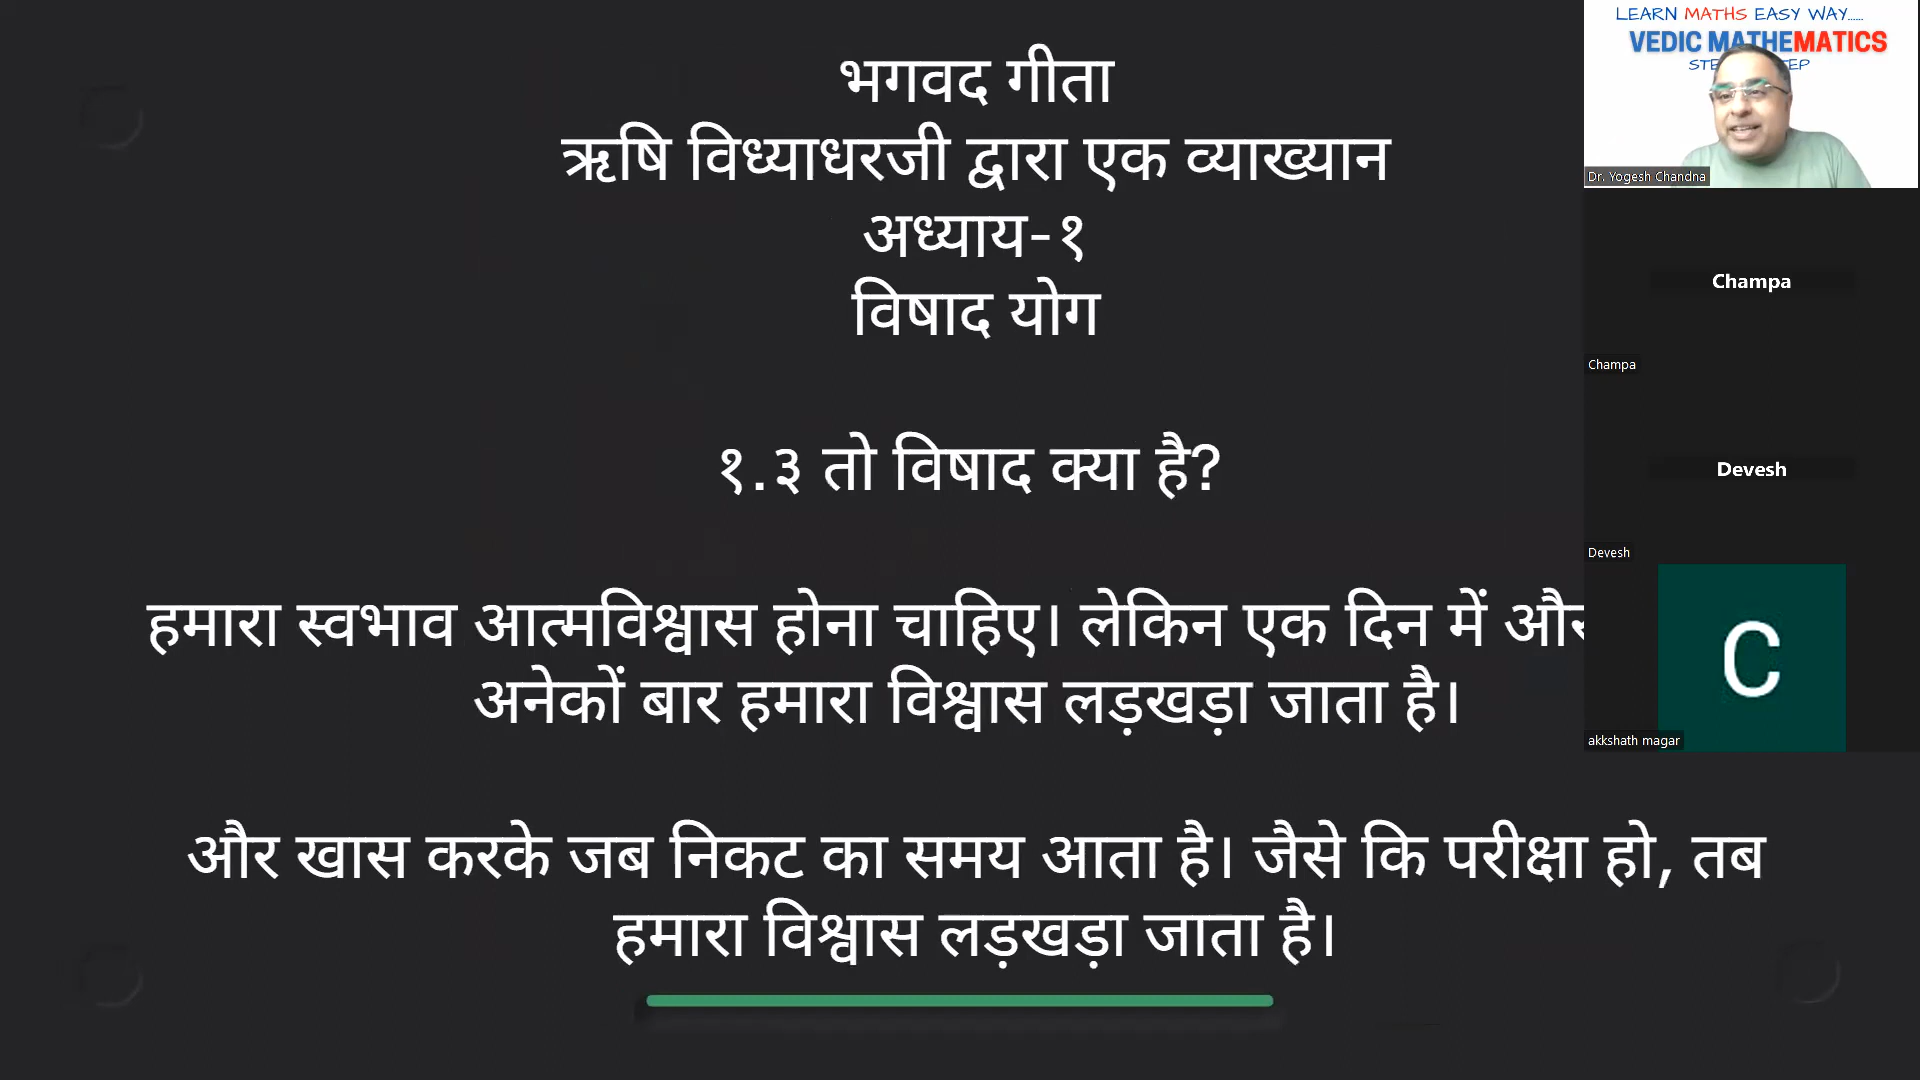 भगवद गीता
ऋषि विध्याधरजी द्वारा एक व्याख्यान
अध्याय-१
विषाद योग
१.३ तो विषाद क्या है?
हमारा स्वभाव आत्मविश्वास होना चाहिए। लेकिन एक दिन में
अनेकों बार हमारा विश्वास लड़खड़ा जाता है।
और खास करके जब निकट का समय आता है। जैसे कि परीक्षा हो, तब
हमारा विश्वास लड़खड़ा जाता है।
LEARN MATHS EASY WAY......
VEDIC MATHEMATICS
Dr. Yogesh Chandna
Champa
Champa
Devesh
Devesh
C
akkshath magar